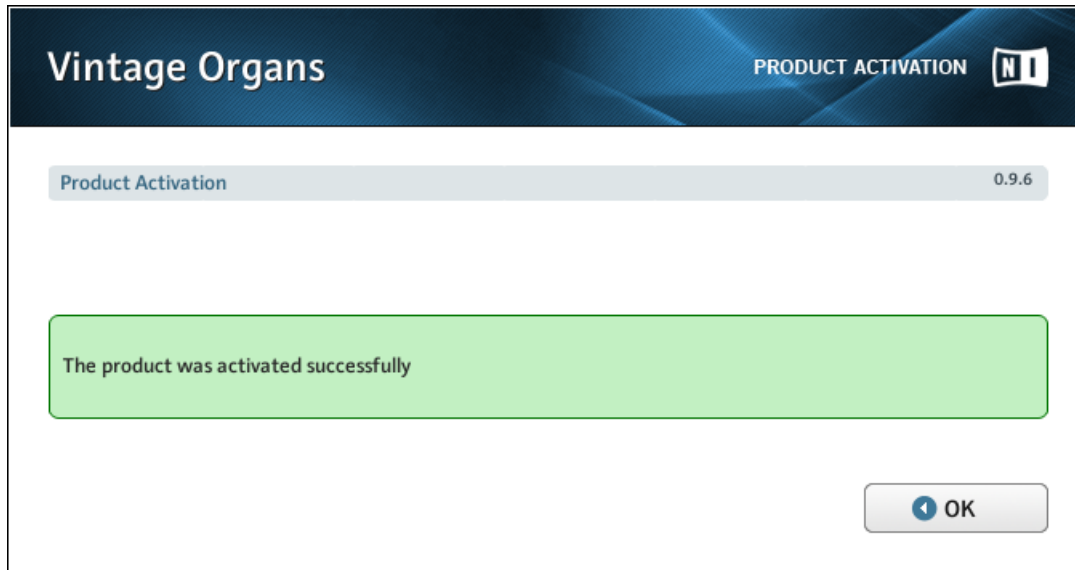 Vintage Organs
PRODUCT ACTIVATION NI
Product Activation 0.9.6
The product was activated successfully
OK